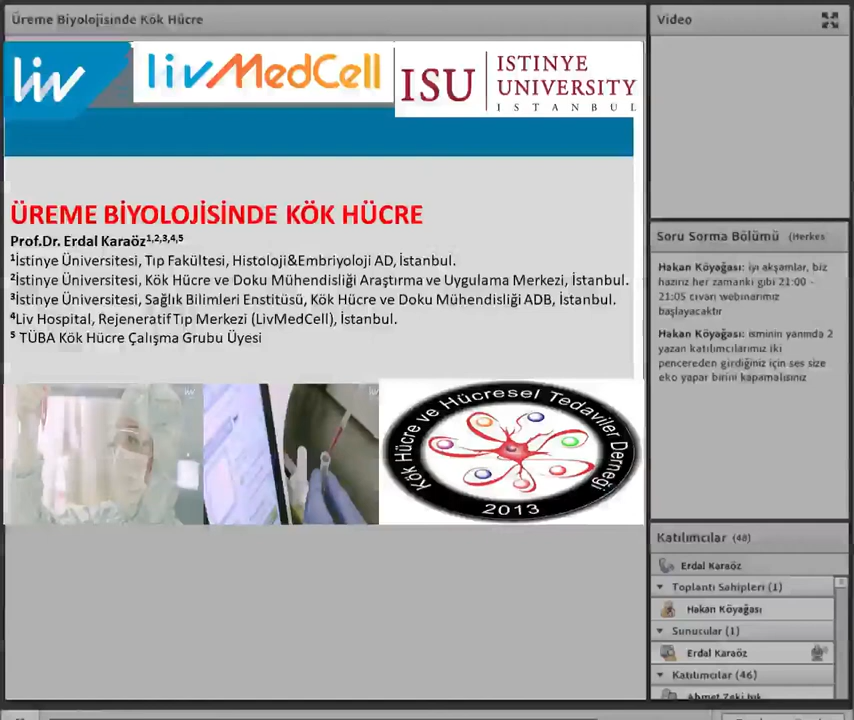 Üreme Biyolojisinde Kök Hücre
liv
livMedCell
ISU
ISTINYE
UNIVERSITY
ISTANBUL
ÜREME BİYOLOJİSİNDE KÖK HÜCRE
Prof.Dr. Erdal Karaöz1,2,3,4,5
1İstinye Üniversitesi, Tıp Fakültesi, Histoloji&Embriyoloji AD, İstanbul.
2İstinye Üniversitesi, Kök Hücre ve Doku Mühendisliği Araştırma ve Uygulama Merkezi, İstanbul.
3İstinye Üniversitesi, Sağlık Bilimleri Enstitüsü, Kök Hücre ve Doku Mühendisliği ADB, İstanbul.
4Liv Hospital, Rejeneratif Tıp Merkezi (LivMedCell), İstanbul.
5 TÜBA Kök Hücre Çalışma Grubu Üyesi
Kök Hücre ve Hücresel Tedaviler Derneği
2013
Video
Soru Sorma Bölümü (Herkes
Hakan Köyağası: iyi akşamlar, biz
hazırız her zamanki gibi 21:00 -
21:05 civarı webinarımız
başlayacaktır
Hakan Köyağası: isminin yanında 2
yazan katılımcılarımız iki
pencereden girdiğiniz için ses size
eko yapar birini kapamalısınız
Katılımcılar (48)
Erdal Karaöz
Toplantı Sahipleri (1)
Hakan Köyağası
Sunucular (1)
Erdal Karaöz
Katılımcılar (46)
Ahmet Zeki